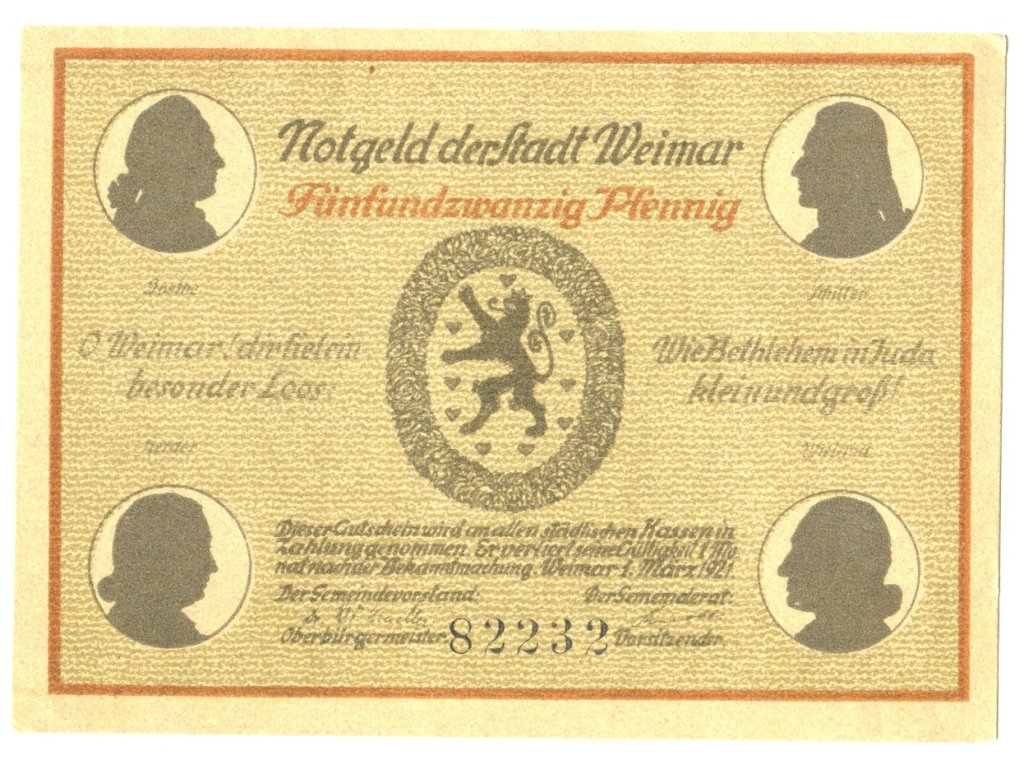 Notgeld der Stadt Weimar
Fünfundzwanzig Pfennig
Goethe
Schiller
O Weimar! dir fiel ein
besonder Loos:
Wie Bethlehem in Juda
klein und groß!
Herder
Wieland
Dieser Gutschein wird an allen städtischen Kassen in
Zahlung genommen. Er verliert seine Gültigkeit 1 Mo
nat nach der Bekanntmachung. Weimar 1. März 1921.
Der Gemeindevorstand:
Der Gemeinderat:
Oberbürgermeister.
82232
Vorsitzender.